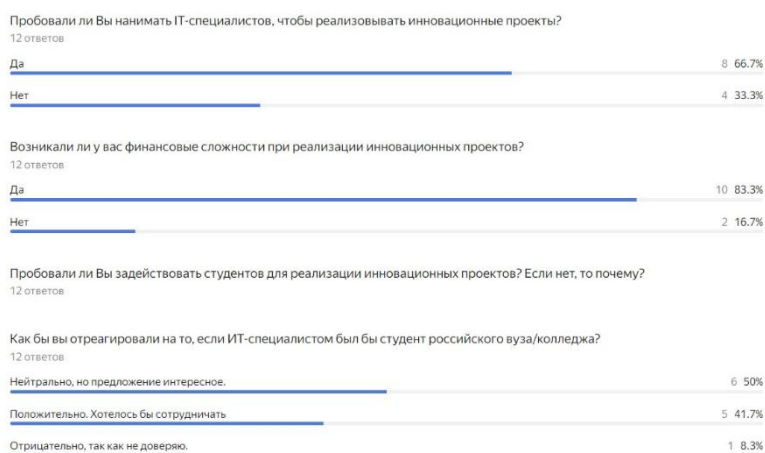 Пробовали ли Вы нанимать IT-специалистов, чтобы реализовывать инновационные проекты?
12 ответов
Да 8 66.7%
Нет 4 33.3%
Возникали ли у вас финансовые сложности при реализации инновационных проектов?
12 ответов
Да 10 83.3%
Нет 2 16.7%
Пробовали ли Вы задействовать студентов для реализации инновационных проектов? Если нет, то почему?
12 ответов
Как бы вы отреагировали на то, если ИТ-специалистом был бы студент российского вуза/колледжа?
12 ответов
Нейтрально, но предложение интересное. 6 50%
Положительно. Хотелось бы сотрудничать 5 41.7%
Отрицательно, так как не доверяю. 1 8.3%